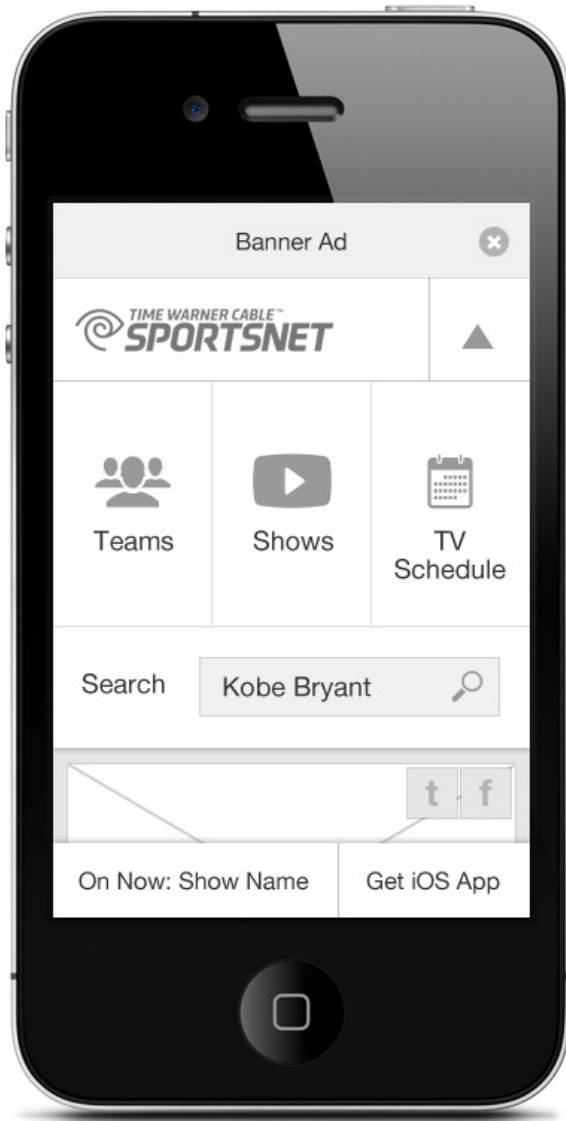 Banner Ad
TIME WARNER CABLE™
SPORTSNET
Teams
Shows
TV
Schedule
Search
Kobe Bryant
t f
On Now: Show Name
Get iOS App